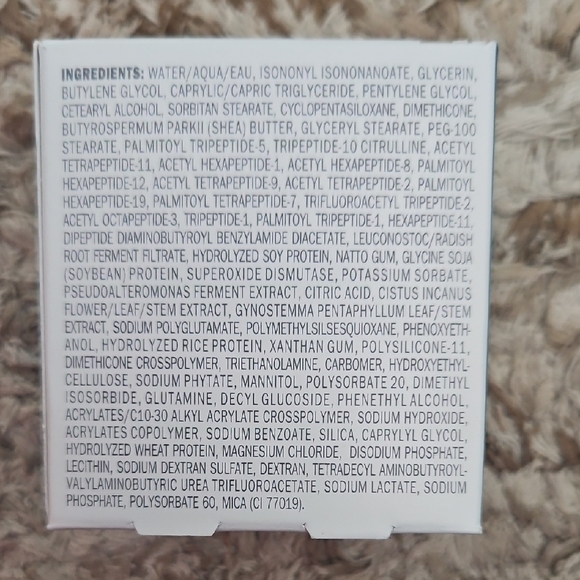 INGREDIENTS: WATER/AQUA/EAU, ISONONYL ISONONANOATE, GLYCERIN,
BUTYLENE GLYCOL, CAPRYLIC/CAPRIC TRIGLYCERIDE, PENTYLENE GLYCOL,
CETEARYL ALCOHOL, SORBITAN STEARATE, CYCLOPENTASILOXANE, DIMETHICONE,
BUTYROSPERMUM PARKII (SHEA) BUTTER, GLYCERYL STEARATE, PEG-100
STEARATE, PALMITOYL TRIPEPTIDE-5, TRIPEPTIDE-10 CITRULLINE, ACETYL
TETRAPEPTIDE-11, ACETYL HEXAPEPTIDE-1, ACETYL HEXAPEPTIDE-8, PALMITOYL
HEXAPEPTIDE-12, ACETYL TETRAPEPTIDE-9, ACETYL TETRAPEPTIDE-2, PALMITOYL
HEXAPEPTIDE-19, PALMITOYL TETRAPEPTIDE-7, TRIFLUOROACETYL TRIPEPTIDE-2,
ACETYL OCTAPEPTIDE-3, TRIPEPTIDE-1, PALMITOYL TRIPEPTIDE-1, HEXAPEPTIDE-11,
DIPEPTIDE DIAMINOBUTYROYL BENZYLAMIDE DIACETATE, LEUCONOSTOC/RADISH
ROOT FERMENT FILTRATE, HYDROLYZED SOY PROTEIN, NATTO GUM, GLYCINE SOJA
(SOYBEAN) PROTEIN, SUPEROXIDE DISMUTASE, POTASSIUM SORBATE,
PSEUDOALTEROMONAS FERMENT EXTRACT, CITRIC ACID, CISTUS INCANUS
FLOWER/LEAF/STEM EXTRACT, GYNOSTEMMA PENTAPHYLLUM LEAF/STEM
EXTRACT, SODIUM POLYGLUTAMATE, POLYMETHYLSILSESQUIOXANE, PHENOXYETH-
ANOL, HYDROLYZED RICE PROTEIN, XANTHAN GUM, POLYSILICONE-11,
DIMETHICONE CROSSPOLYMER, TRIETHANOLAMINE, CARBOMER, HYDROXYETHYL-
CELLULOSE, SODIUM PHYTATE, MANNITOL, POLYSORBATE 20, DIMETHYL
ISOSORBIDE, GLUTAMINE, DECYL GLUCOSIDE, PHENETHYL ALCOHOL,
ACRYLATES/C10-30 ALKYL ACRYLATE CROSSPOLYMER, SODIUM HYDROXIDE,
ACRYLATES COPOLYMER, SODIUM BENZOATE, SILICA, CAPRYLYL GLYCOL,
HYDROLYZED WHEAT PROTEIN, MAGNESIUM CHLORIDE, DISODIUM PHOSPHATE,
LECITHIN, SODIUM DEXTRAN SULFATE, DEXTRAN, TETRADECYL AMINOBUTYROYL-
VALYLAMINOBUTYRIC UREA TRIFLUOROACETATE, SODIUM LACTATE, SODIUM
PHOSPHATE, POLYSORBATE 60, MICA (CI 77019).